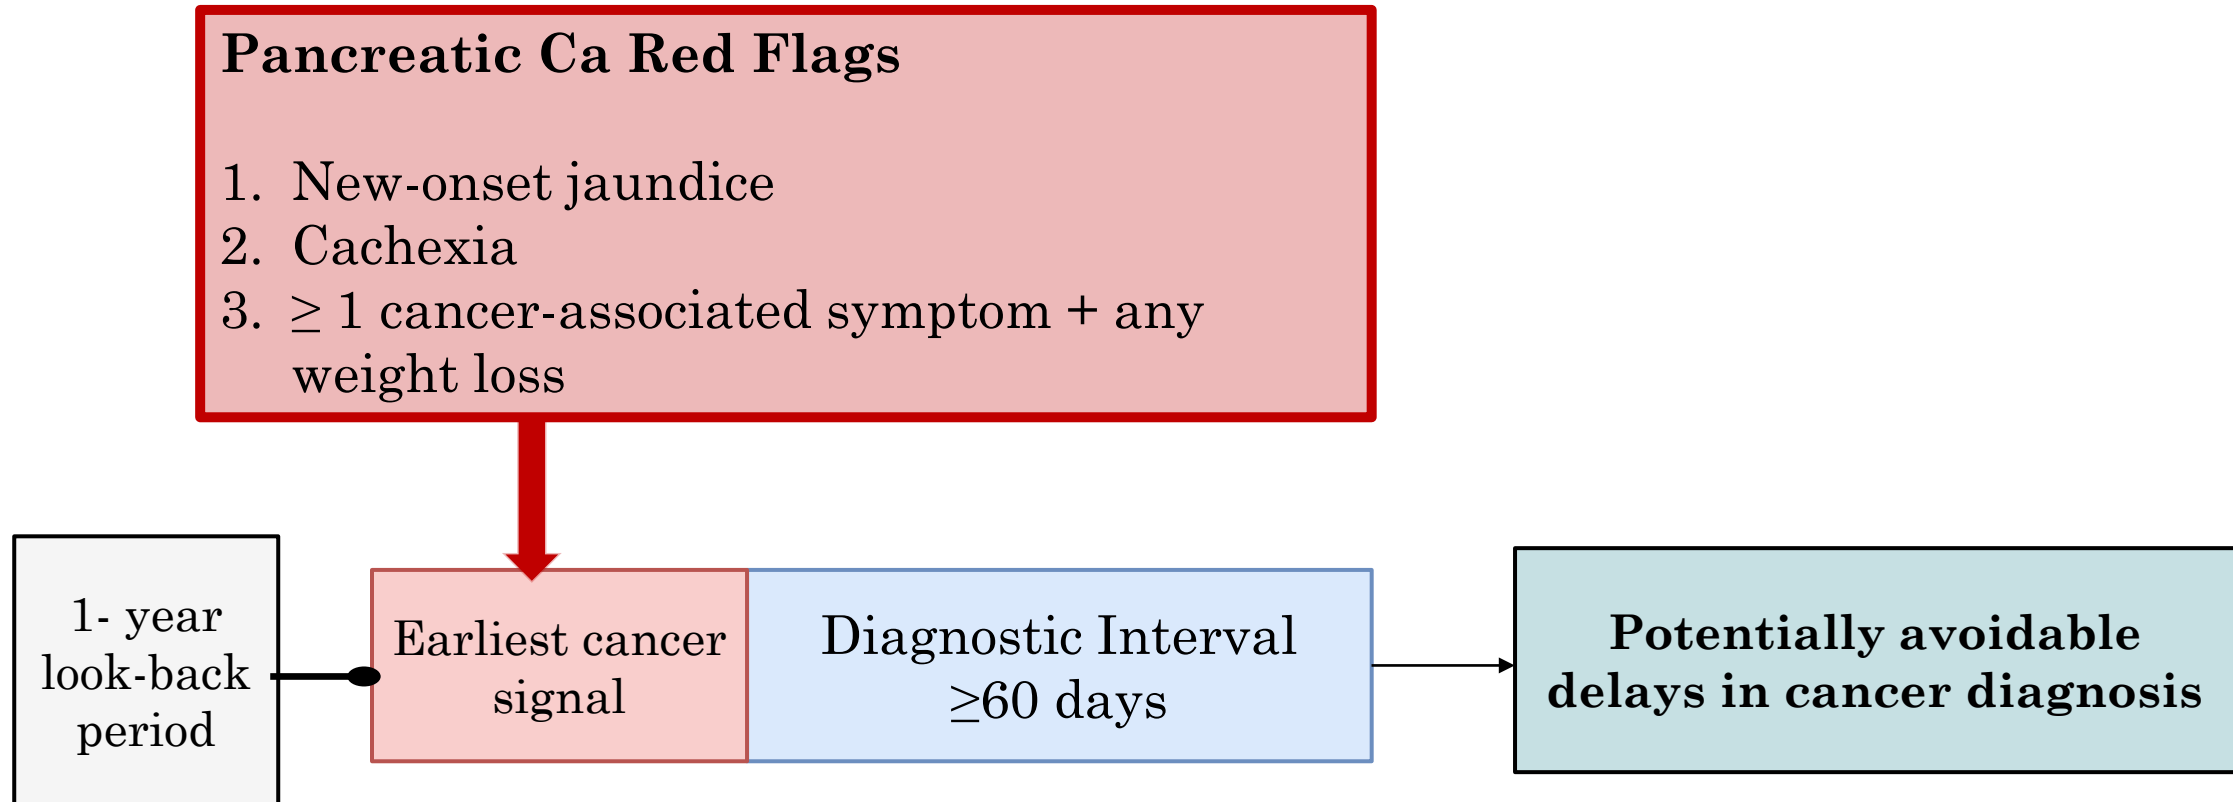 Pancreatic Ca Red Flags
1. New-onset jaundice
2. Cachexia
3. ≥ 1 cancer-associated symptom + any
weight loss
1- year
look-back
period
Earliest cancer
signal
Diagnostic Interval
≥60 days
Potentially avoidable
delays in cancer diagnosis